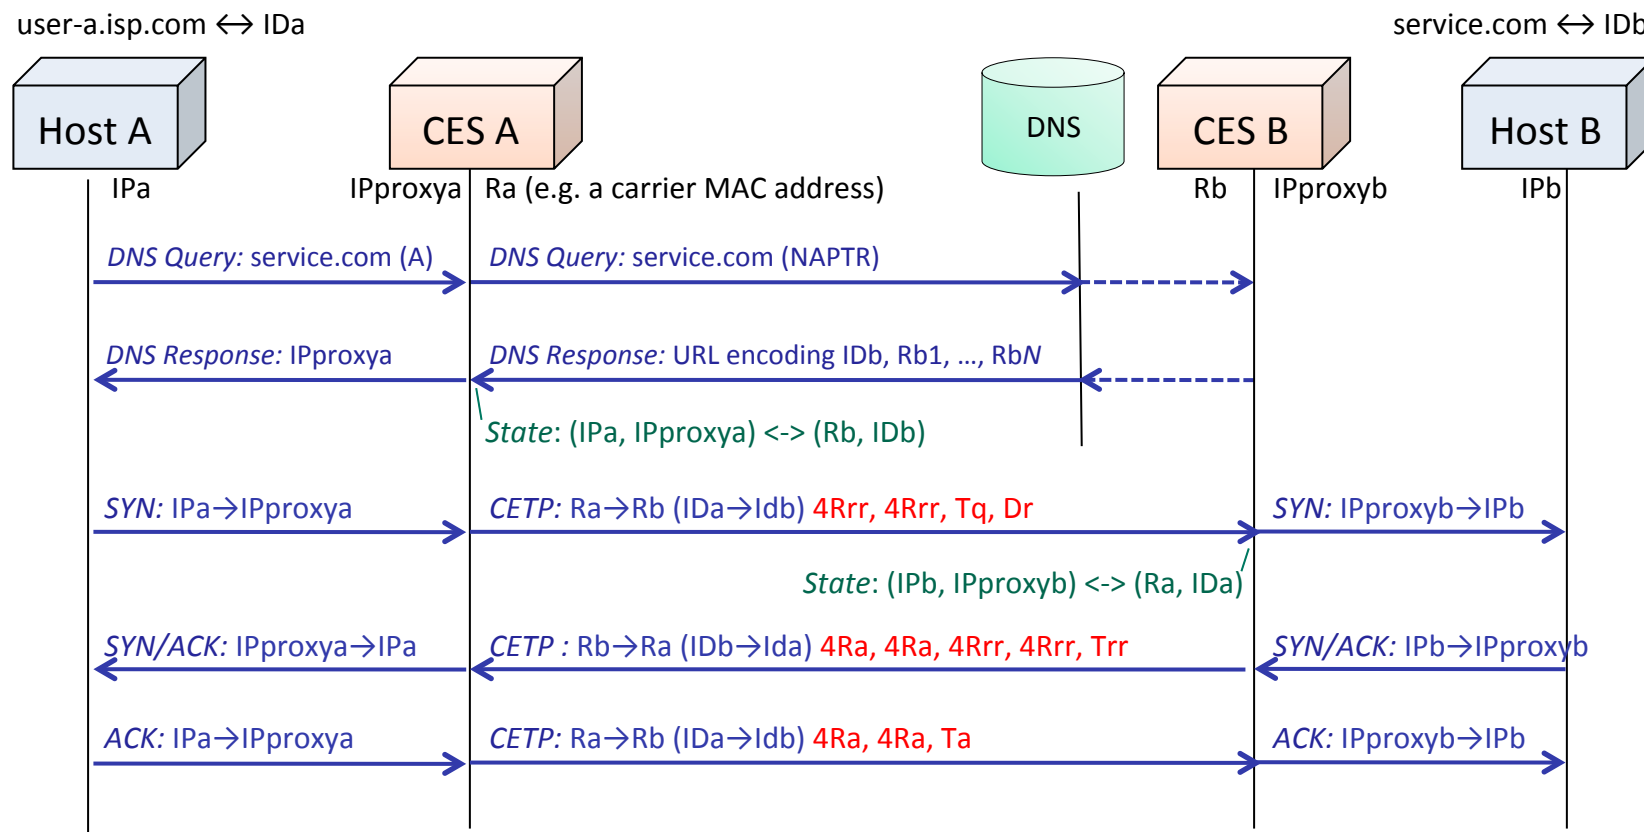 user-a.isp.com ↔ IDa
service.com ↔ IDb
Host A
CES A
DNS
CES B
Host B
IPa
IPproxya
Ra (e.g. a carrier MAC address)
Rb
IPproxyb
IPb
DNS Query: service.com (A)
DNS Query: service.com (NAPTR)
DNS Response: IPproxya
DNS Response: URL encoding IDb, Rb1, ..., RbN
State: (IPa, IPproxya) <-> (Rb, IDb)
SYN: IPa→IPproxya
CETP: Ra→Rb (IDa→Idb) 4Rrr, 4Rrr, Tq, Dr
SYN: IPproxyb→IPb
State: (IPb, IPproxyb) <-> (Ra, IDa)
SYN/ACK: IPproxya→IPa
CETP : Rb→Ra (IDb→Ida) 4Ra, 4Ra, 4Rrr, 4Rrr, Trr
SYN/ACK: IPb→IPproxyb
ACK: IPa→IPproxya
CETP: Ra→Rb (IDa→Idb) 4Ra, 4Ra, Ta
ACK: IPproxyb→IPb